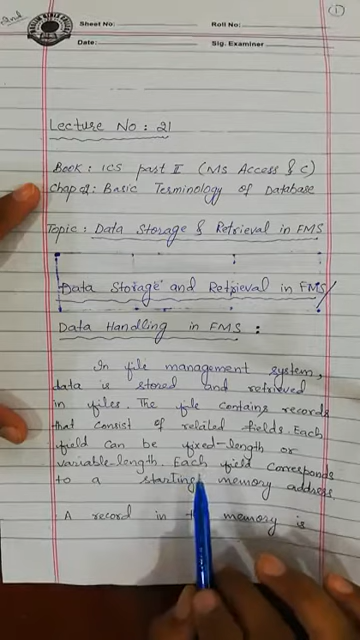 2nd
1
Sheet No: Roll No:
Date: Sig. Examiner
Lecture No : 21
Book : ICS part II (MS Access & C)
Chap 2: Basic Terminology of Database
Topic : Data Storage & Retrieval in FMS
Data Storage and Retrieval in FMS
Data Handling in FMS :
In file management system,
data is stored and retrieved
in files. The file contains records
that consist of related fields. Each
field can be fixed-length or
variable-length. Each field corresponds
to a starting memory address.
A record in memory is